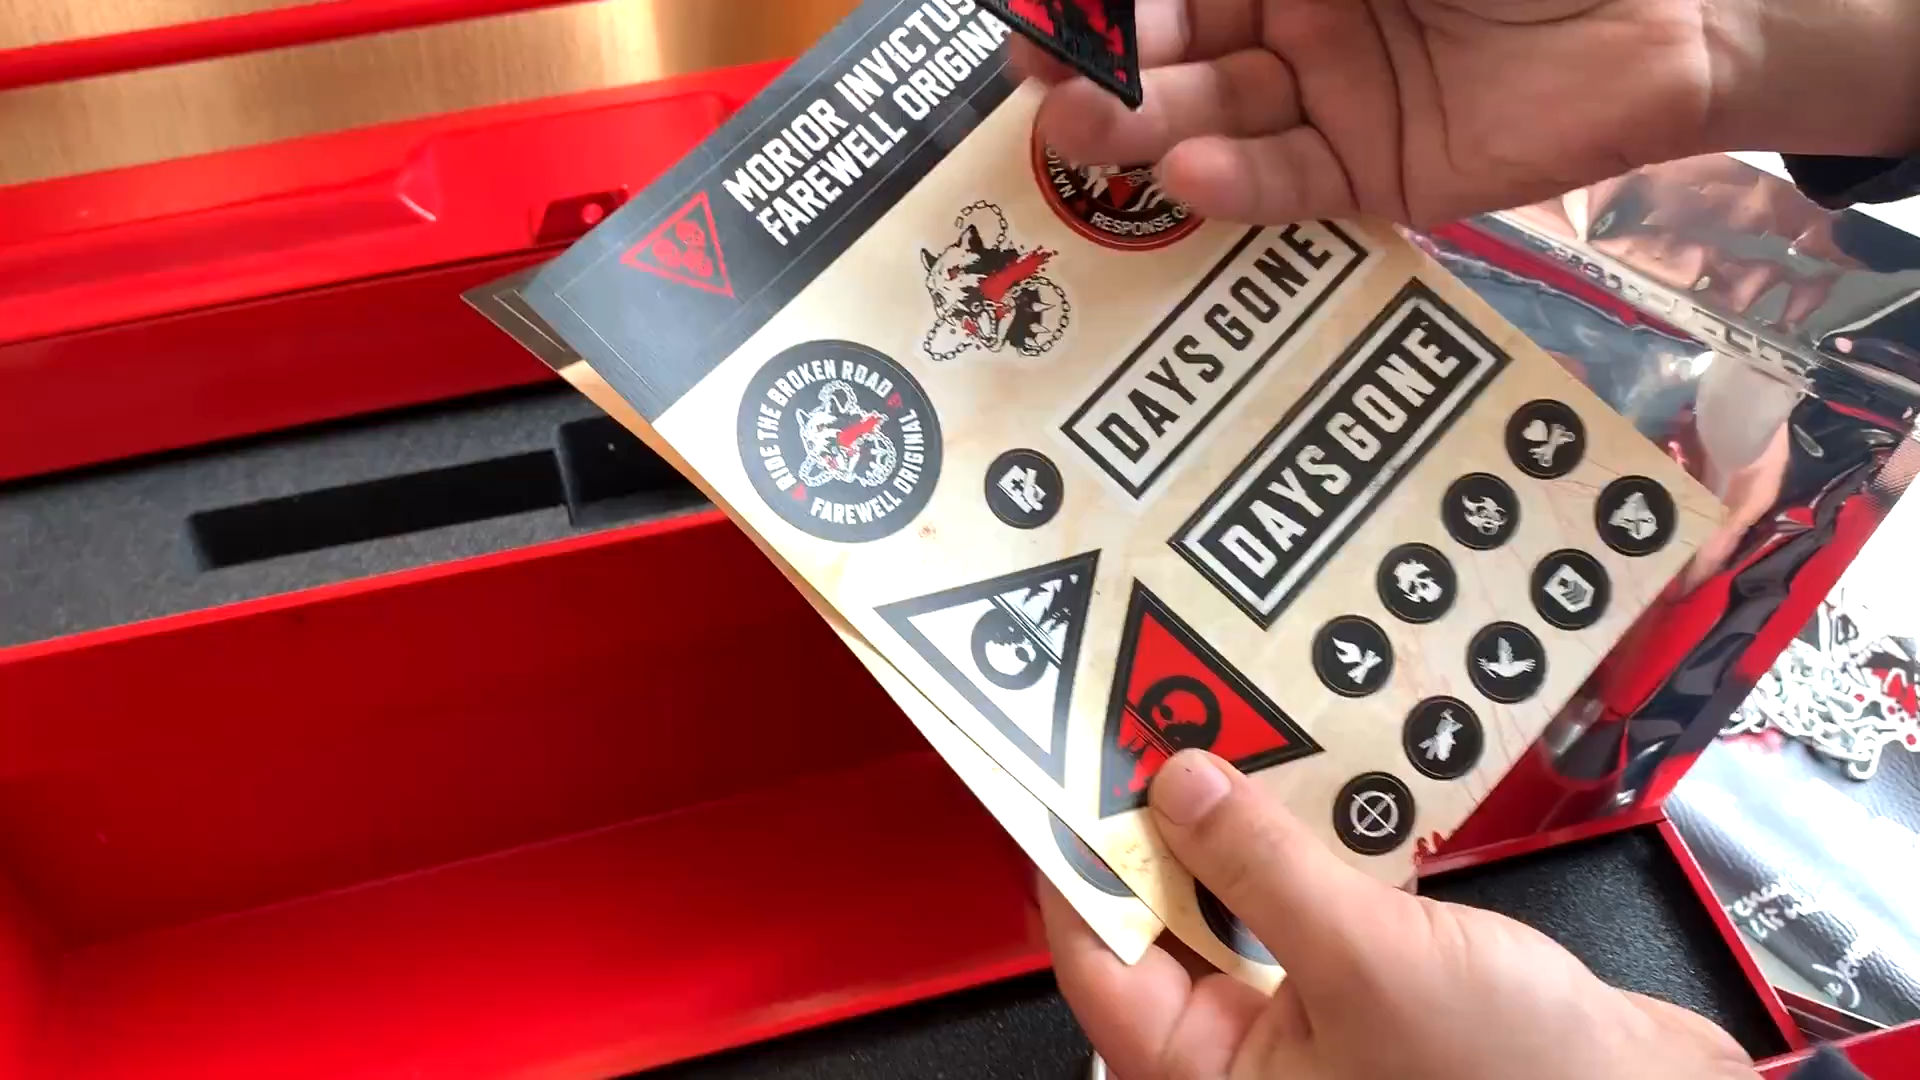 MORIOR INVICTUS
FAREWELL ORIGINA
RESPONSE
DAYS GONE
DAYS GONE
RIDE THE BROKEN ROAD
FAREWELL ORIGINAL